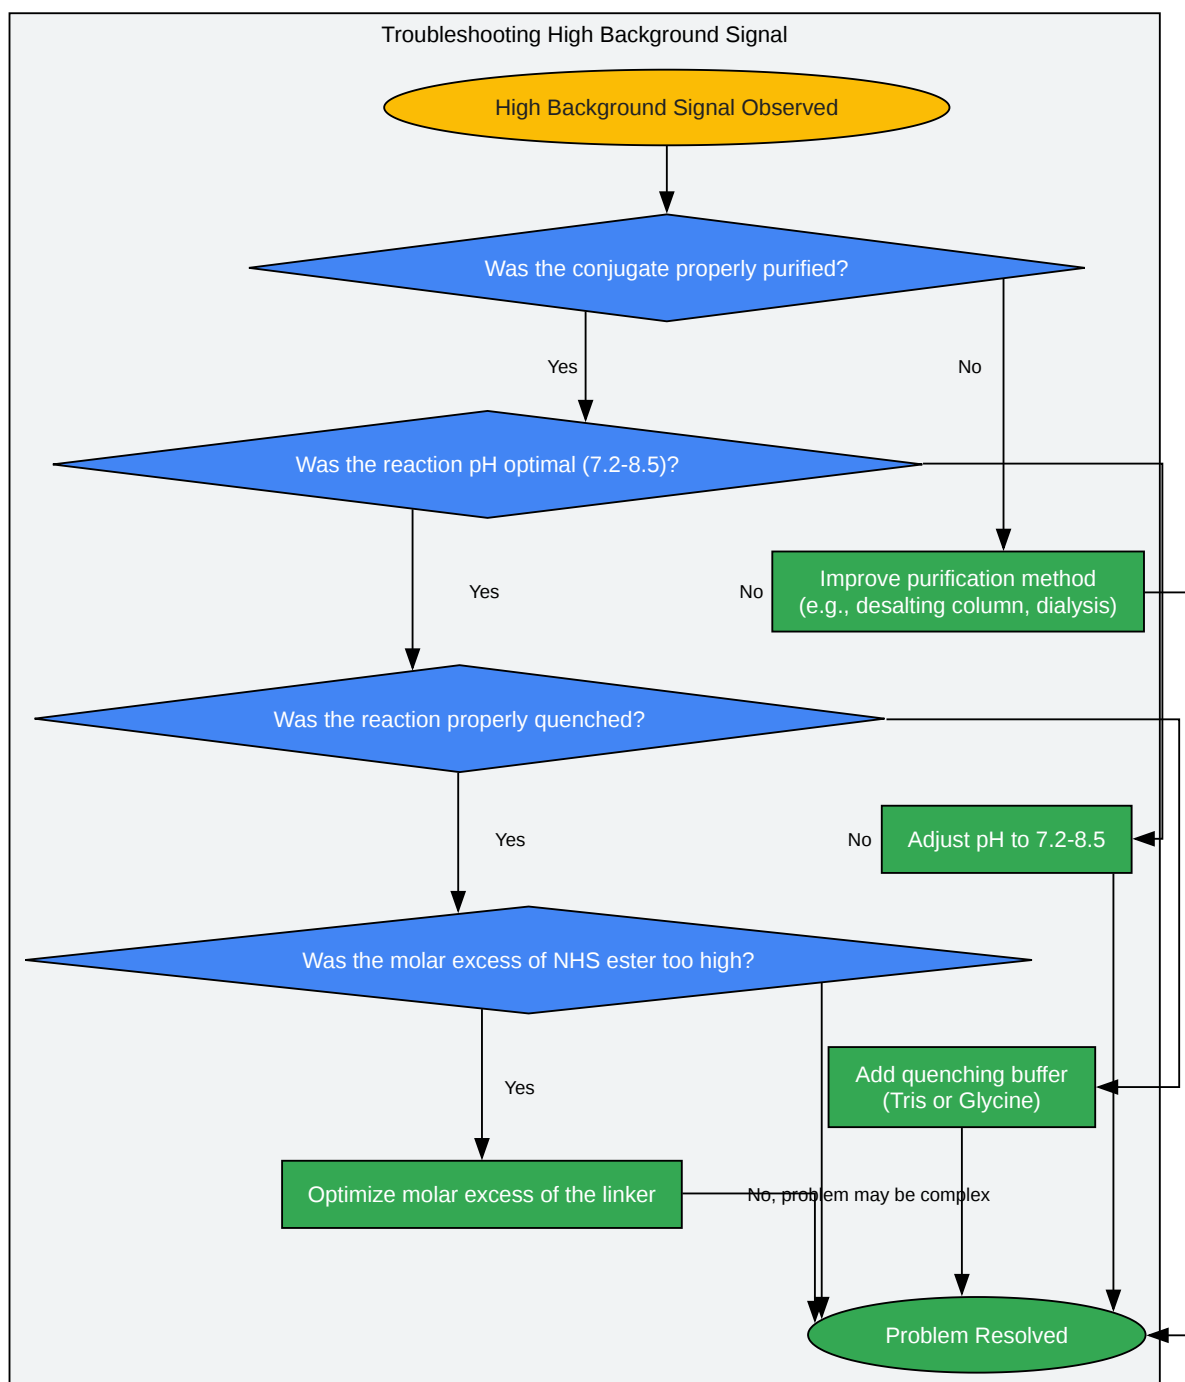 Troubleshooting High Background Signal
High Background Signal Observed
Was the conjugate properly purified?
Yes
No
Was the reaction pH optimal (7.2-8.5)?
Yes
No
Improve purification method
(e.g., desalting column, dialysis)
Was the reaction properly quenched?
Yes
No
Adjust pH to 7.2-8.5
Was the molar excess of NHS ester too high?
Yes
Add quenching buffer
(Tris or Glycine)
Optimize molar excess of the linker
No, problem may be complex
Problem Resolved